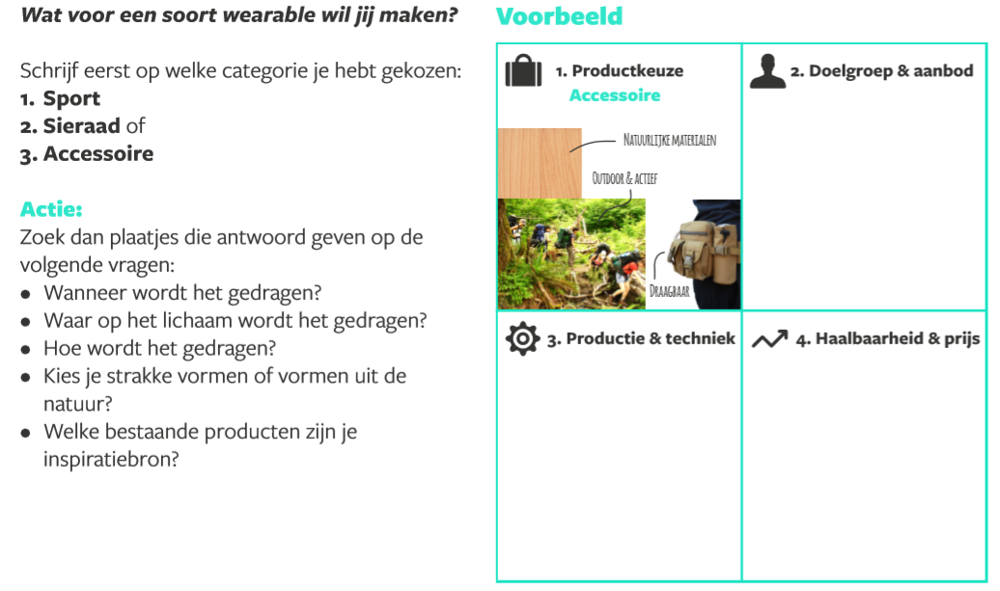 Wat voor een soort wearable wil jij maken?
Schrijf eerst op welke categorie je hebt gekozen:
1. Sport
2. Sieraad of
3. Accessoire
Actie:
Zoek dan plaatjes die antwoord geven op de
volgende vragen:
• Wanneer wordt het gedragen?
• Waar op het lichaam wordt het gedragen?
• Hoe wordt het gedragen?
• Kies je strakke vormen of vormen uit de
natuur?
• Welke bestaande producten zijn je
inspiratiebron?
Voorbeeld
1. Productkeuze
Accessoire
Natuurlijke materialen
Outdoor & actief
Draagbaar
2. Doelgroep & aanbod
3. Productie & techniek
4. Haalbaarheid & prijs